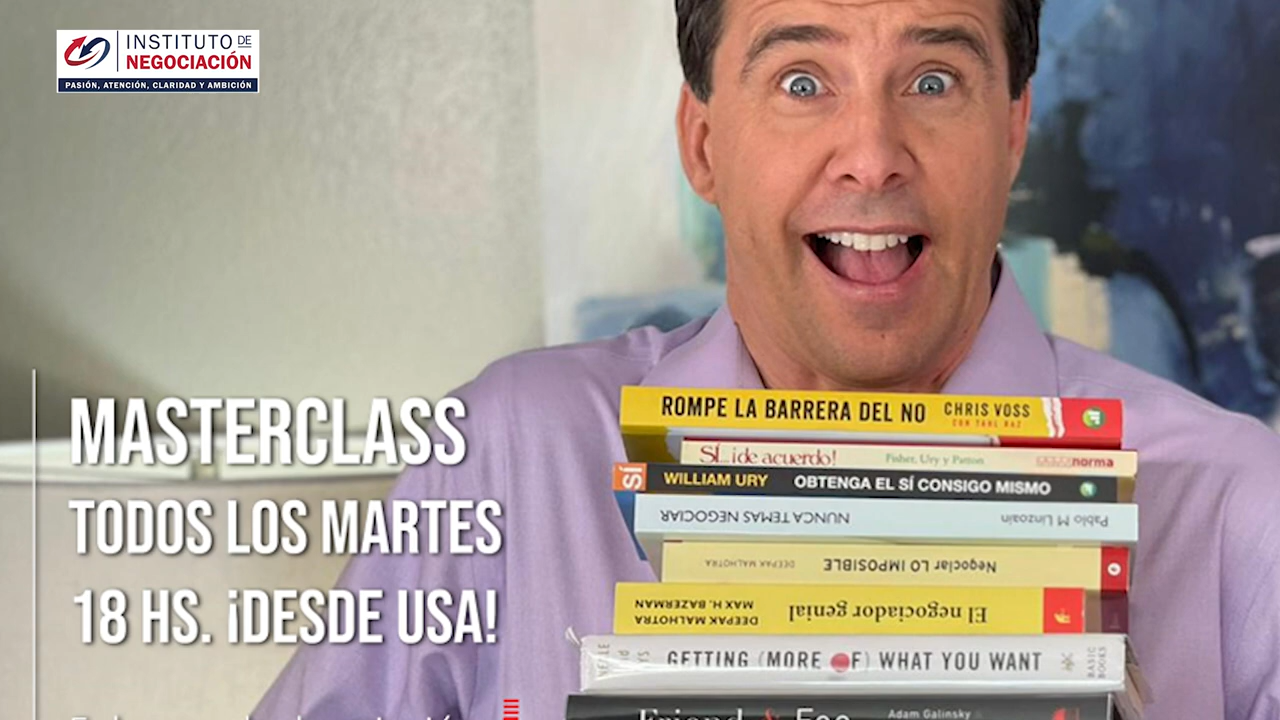 INSTITUTO DE
NEGOCIACIÓN
PASIÓN, ATENCIÓN, CLARIDAD Y AMBICIÓN
MASTERCLASS
TODOS LOS MARTES
18 HS. ¡DESDE USA!
ROMPE LA BARRERA DEL NO CHRIS VOSS
CON TAHL RAZ
SÍ... ¡de acuerdo! Fisher, Ury y Patton norma
SÍ WILLIAM URY OBTENGA EL SÍ CONSIGO MISMO
NUNCA TEMAS NEGOCIAR Pablo M Linzoain
Negociar LO IMPOSIBLE DEEPAK MALHOTRA
El negociador genial DEEPAK MALHOTRA
MAX H. BAZERMAN
GETTING (MORE OF) WHAT YOU WANT BASIC BOOKS
Friend & Foe Adam Galinsky